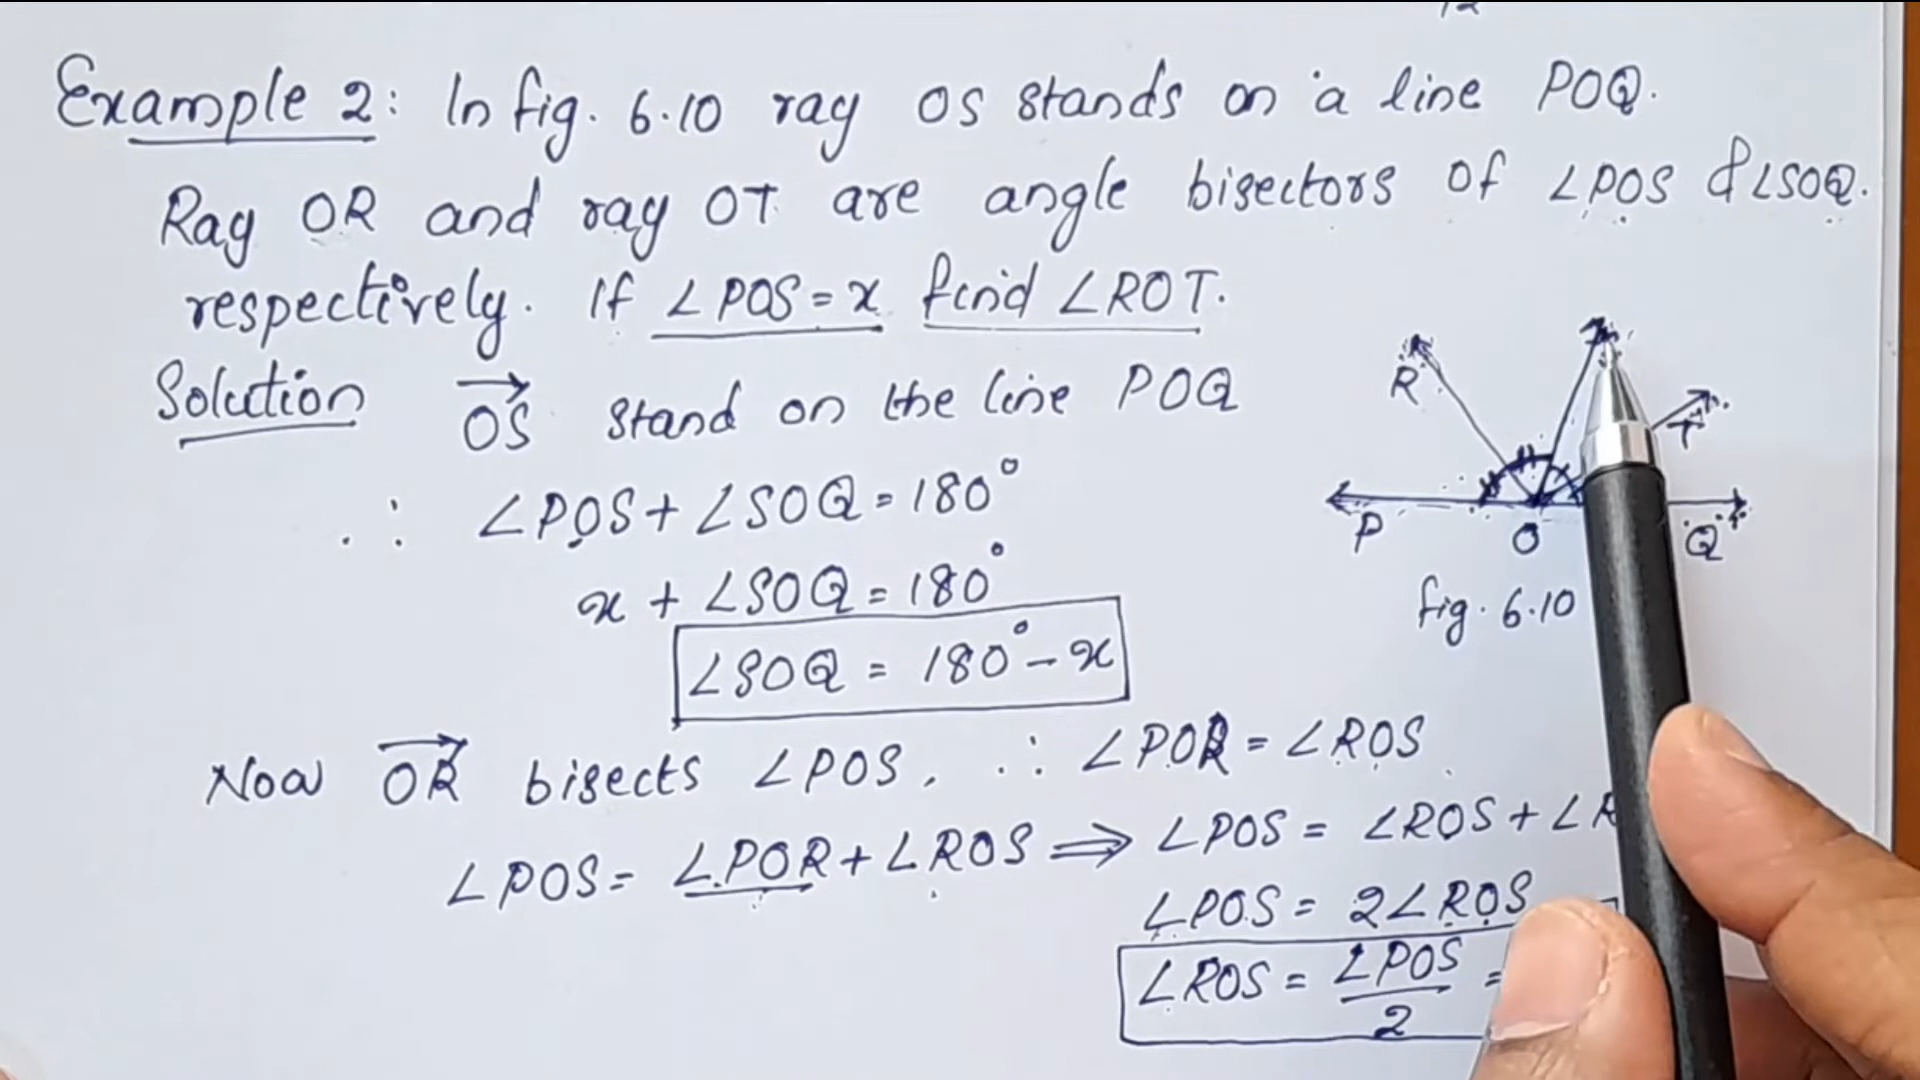 Example 2: In fig. 6.10 ray OS stands on a line POQ.
Ray OR and ray OT are angle bisectors of ∠POS & ∠SOQ.
respectively. If ∠POS = x find ∠ROT.
Solution OS stand on the line POQ
∴ ∠POS + ∠SOQ = 180°
x + ∠SOQ = 180°
∠SOQ = 180° - x
R
T
P
O
Q
fig. 6.10
Now OR bisects ∠POS, ∴ ∠POR = ∠ROS
∠POS = ∠POR + ∠ROS ⇒ ∠POS = ∠ROS + ∠R
∠POS = 2∠ROS
∠ROS = ∠POS/2 =